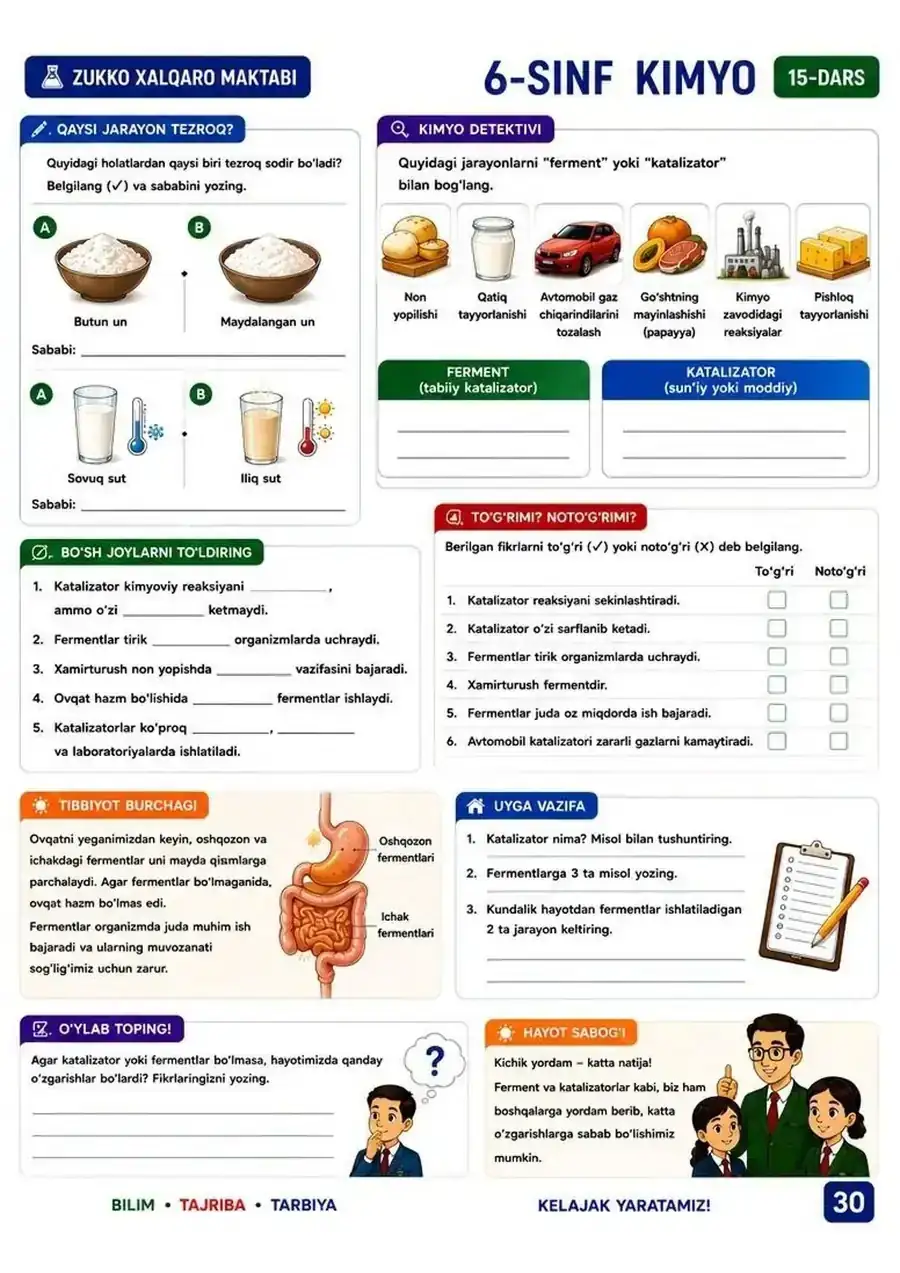 ZUKKO XALQARO MAKTABI
6-SINF KIMYO
15-DARS
QAYSI JARAYON TEZROQ?
Quyidagi holatlardan qaysi biri tezroq sodir bo‘ladi?
Belgilang (✓) va sababini yozing.
A
B
Butun un
Maydalangan un
Sababi:
A
B
Sovuq sut
Iliq sut
Sababi:
KIMYO DETEKTIVI
Quyidagi jarayonlarni "ferment" yoki "katalizator"
bilan bog‘lang.
Non
yopilishi
Qatiq
tayyorlanishi
Avtomobil gaz
chiqarindilarini
tozalash
Go‘shtning
mayinlashishi
(papayya)
Kimyo
zavodidagi
reaksiyalar
Pishloq
tayyorlanishi
FERMENT
(tabiiy katalizator)
KATALIZATOR
(sun‘iy yoki moddiy)
BO‘SH JOYLARNI TO‘LDIRING
1. Katalizator kimyoviy reaksiyani ____________ ,
ammo o‘zi ____________ ketmaydi.
2. Fermentlar tirik ____________ organizmlarda uchraydi.
3. Xamirturush non yopishda ____________ vazifasini bajaradi.
4. Ovqat hazm bo‘lishida ____________ fermentlar ishlaydi.
5. Katalizatorlar ko‘proq ____________, ____________
va laboratoriyalarda ishlatiladi.
TO‘G‘RIMI? NOTO‘G‘RIMI?
Berilgan fikrlarni to‘g‘ri (✓) yoki noto‘g‘ri (X) deb belgilang.
To‘g‘ri Noto‘g‘ri
1. Katalizator reaksiyani sekinlashtiradi.
2. Katalizator o‘zi sarflanib ketadi.
3. Fermentlar tirik organizmlarda uchraydi.
4. Xamirturush fermentdir.
5. Fermentlar juda oz miqdorda ish bajaradi.
6. Avtomobil katalizatori zararli gazlarni kamaytiradi.
TIBBIYOT BURCHAGI
Ovqatni yeganimizdan keyin, oshqozon va
ichakdagi fermentlar uni mayda qismlarga
parchalaydi. Agar fermentlar bo‘lmaganida,
ovqat hazm bo‘lmas edi.
Fermentlar organizmda juda muhim ish
bajaradi va ularning muvozanati
sog‘lig‘imiz uchun zarur.
Oshqozon
fermentlari
Ichak
fermentlari
UYGA VAZIFA
1. Katalizator nima? Misol bilan tushuntiring.
2. Fermentlarga 3 ta misol yozing.
3. Kundalik hayotdan fermentlar ishlatiladigan
2 ta jarayon keltiring.
O‘YLAB TOPING!
Agar katalizator yoki fermentlar bo‘lmasa, hayotimizda qanday
o‘zgarishlar bo‘lardi? Fikrlaringizni yozing.
?
HAYOT SABOG‘I
Kichik yordam – katta natija!
Ferment va katalizatorlar kabi, biz ham
boshqalarga yordam berib, katta
o‘zgarishlarga sabab bo‘lishimiz
mumkin.
BILIM • TAJRIBA • TARBIYA
KELAJAK YARATAMIZ!
30